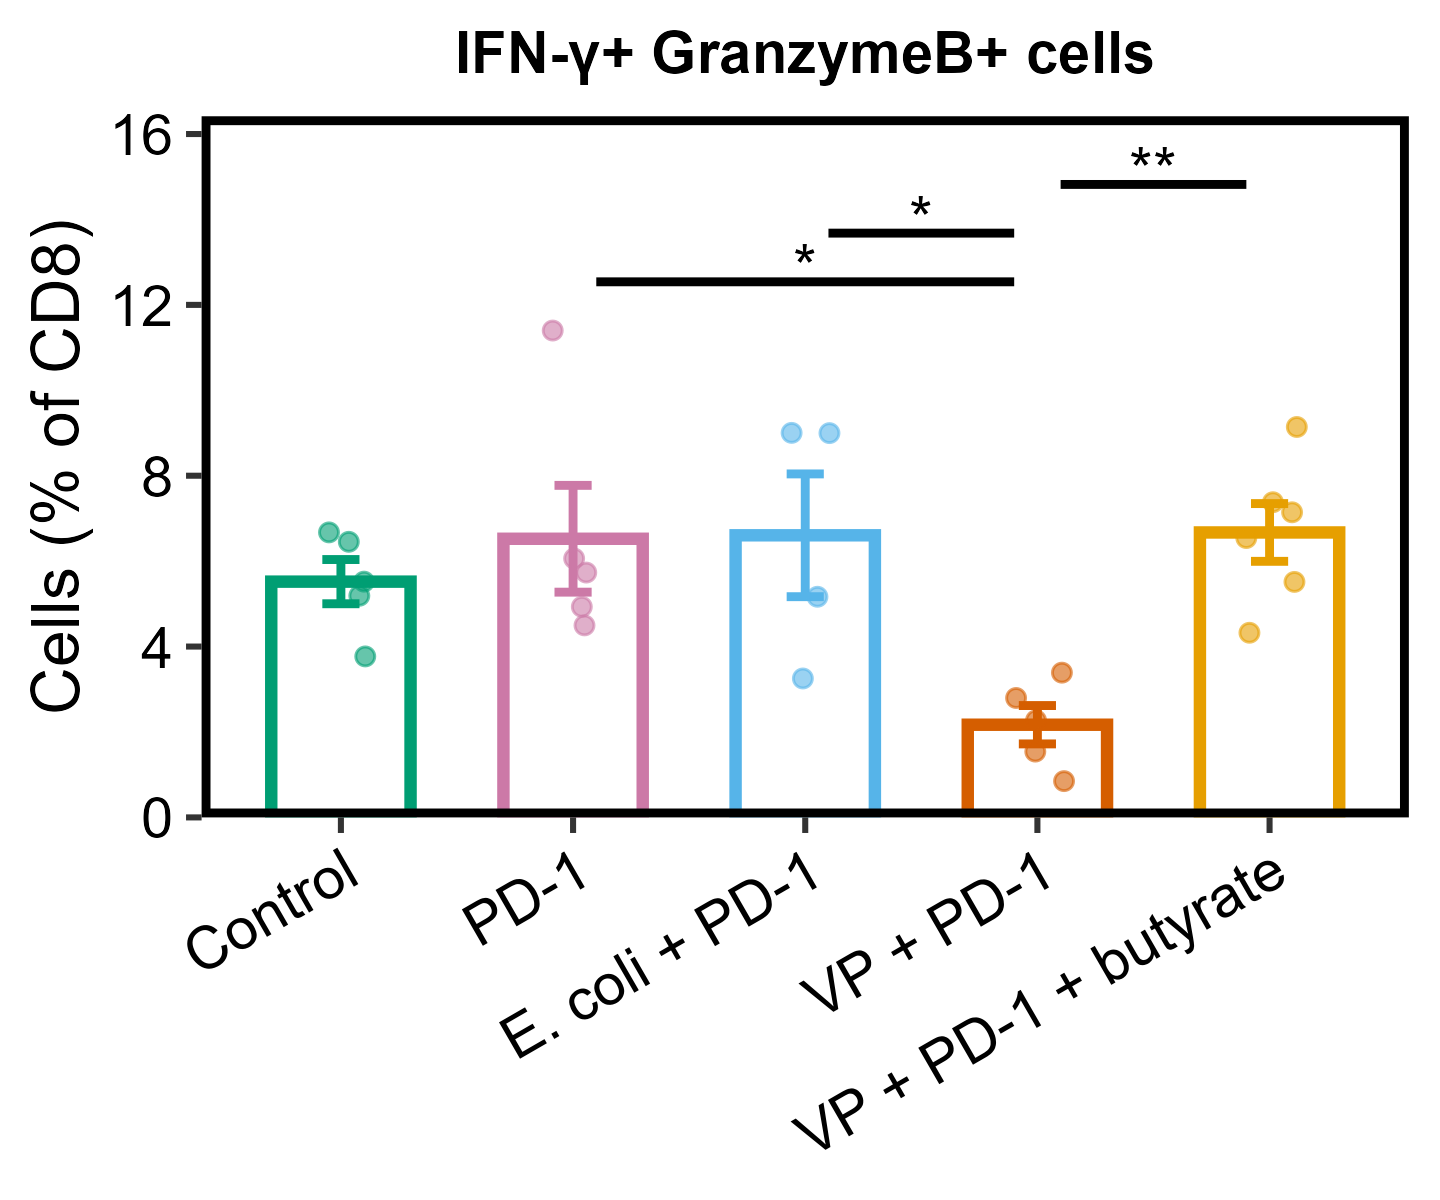 IFN-γ+ GranzymeB+ cells
Cells (% of CD8)
16
12
8
4
0
**
*
*
Control
PD-1
E. coli + PD-1
VP + PD-1
VP + PD-1 + butyrate